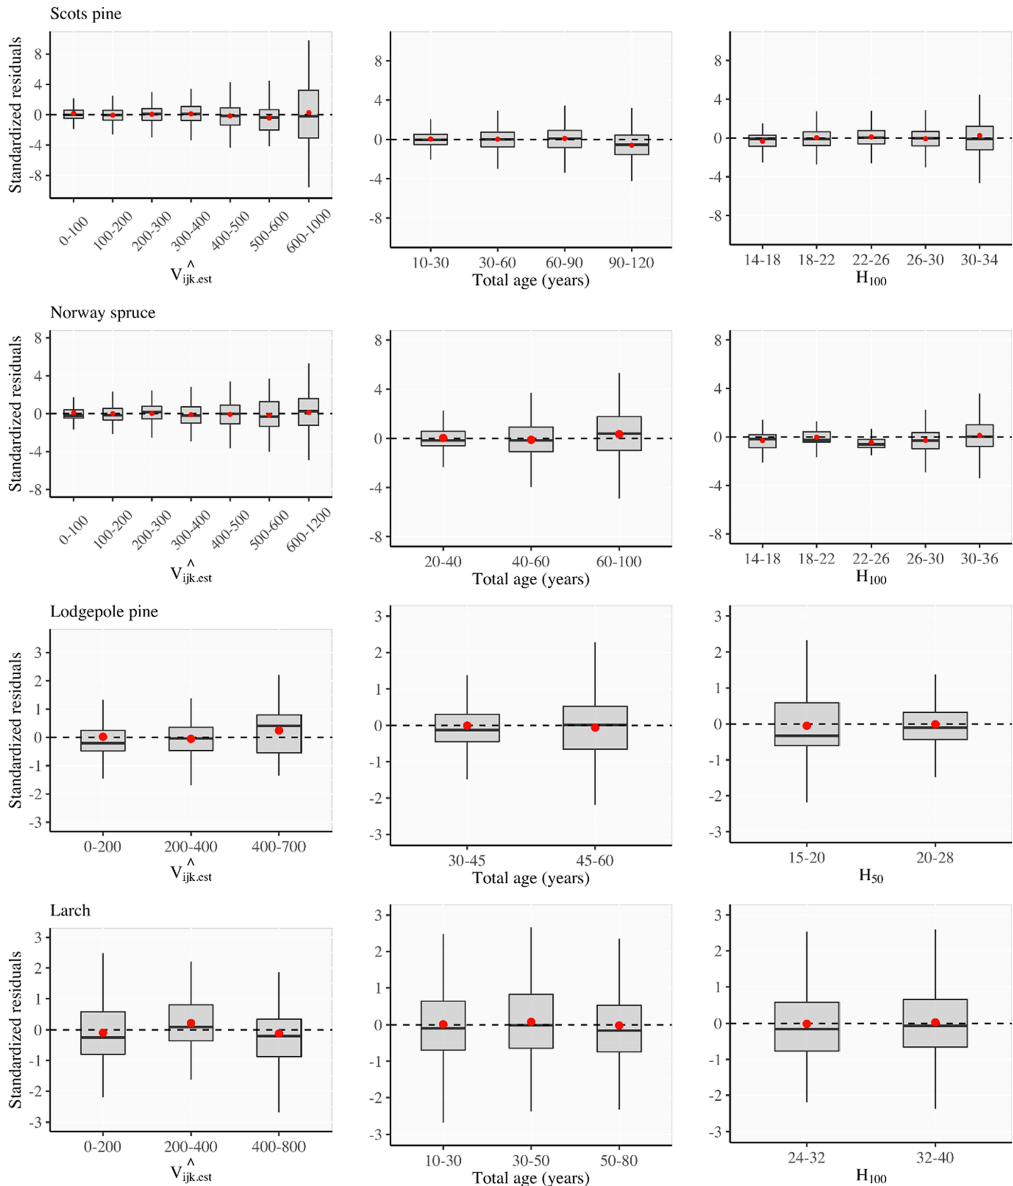 Scots pine
Standardized residuals
8
4
0
-4
-8
0-100 100-200 200-300 300-400 400-500 500-600 600-1000
V̂ijk.est
8
4
0
-4
-8
10-30 30-60 60-90 90-120
Total age (years)
8
4
0
-4
-8
14-18 18-22 22-26 26-30 30-34
H100
Norway spruce
Standardized residuals
8
4
0
-4
-8
0-100 100-200 200-300 300-400 400-500 500-600 600-1200
V̂ijk.est
8
4
0
-4
-8
20-40 40-60 60-100
Total age (years)
8
4
0
-4
-8
14-18 18-22 22-26 26-30 30-36
H100
Lodgepole pine
Standardized residuals
3
2
1
0
-1
-2
-3
0-200 200-400 400-700
V̂ijk.est
3
2
1
0
-1
-2
-3
30-45 45-60
Total age (years)
3
2
1
0
-1
-2
-3
15-20 20-28
H50
Larch
Standardized residuals
3
2
1
0
-1
-2
-3
0-200 200-400 400-800
V̂ijk.est
3
2
1
0
-1
-2
-3
10-30 30-50 50-80
Total age (years)
3
2
1
0
-1
-2
-3
24-32 32-40
H100